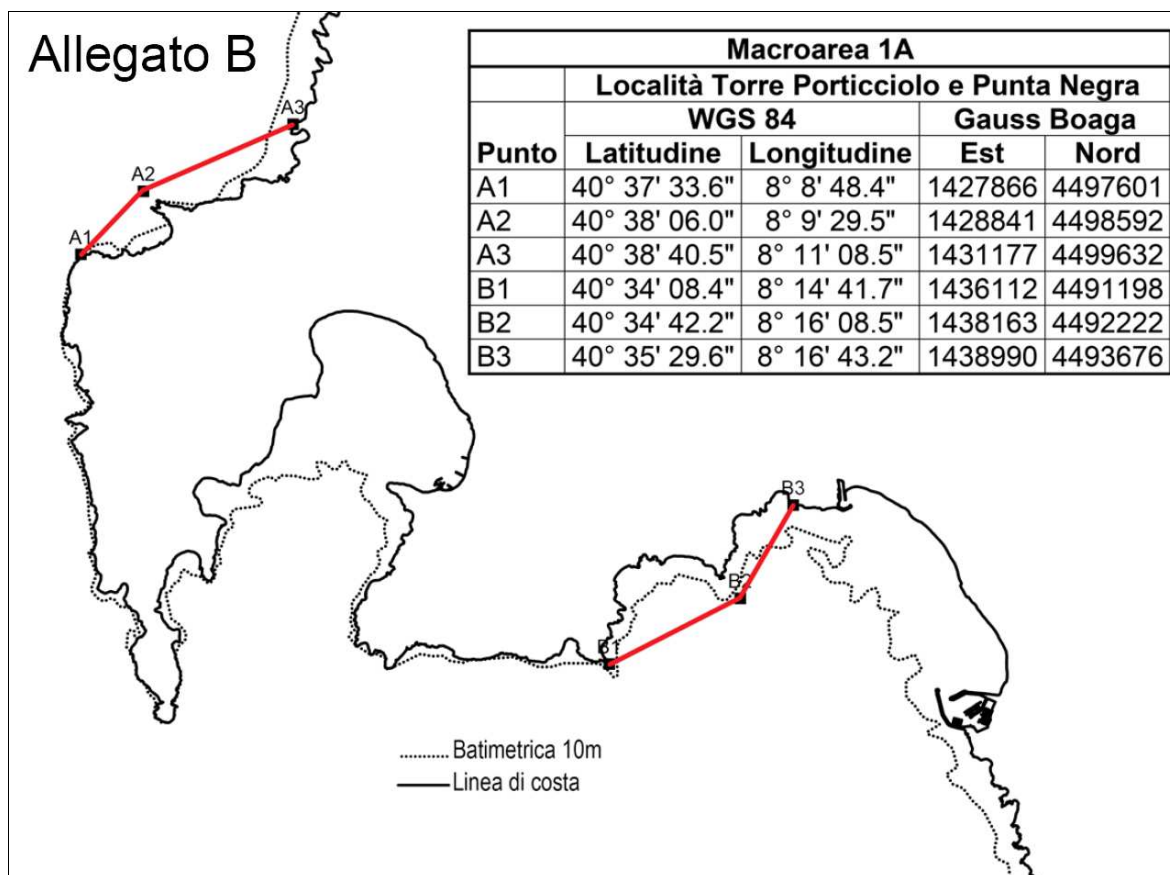 Allegato B
Macroarea 1A
Località Torre Porticciolo e Punta Negra
WGS 84 Gauss Boaga
Punto Latitudine Longitudine Est Nord
A1 40° 37' 33.6" 8° 8' 48.4" 1427866 4497601
A2 40° 38' 06.0" 8° 9' 29.5" 1428841 4498592
A3 40° 38' 40.5" 8° 11' 08.5" 1431177 4499632
B1 40° 34' 08.4" 8° 14' 41.7" 1436112 4491198
B2 40° 34' 42.2" 8° 16' 08.5" 1438163 4492222
B3 40° 35' 29.6" 8° 16' 43.2" 1438990 4493676
A3
A2
A1
B3
B2
B1
Batimetrica 10m
Linea di costa